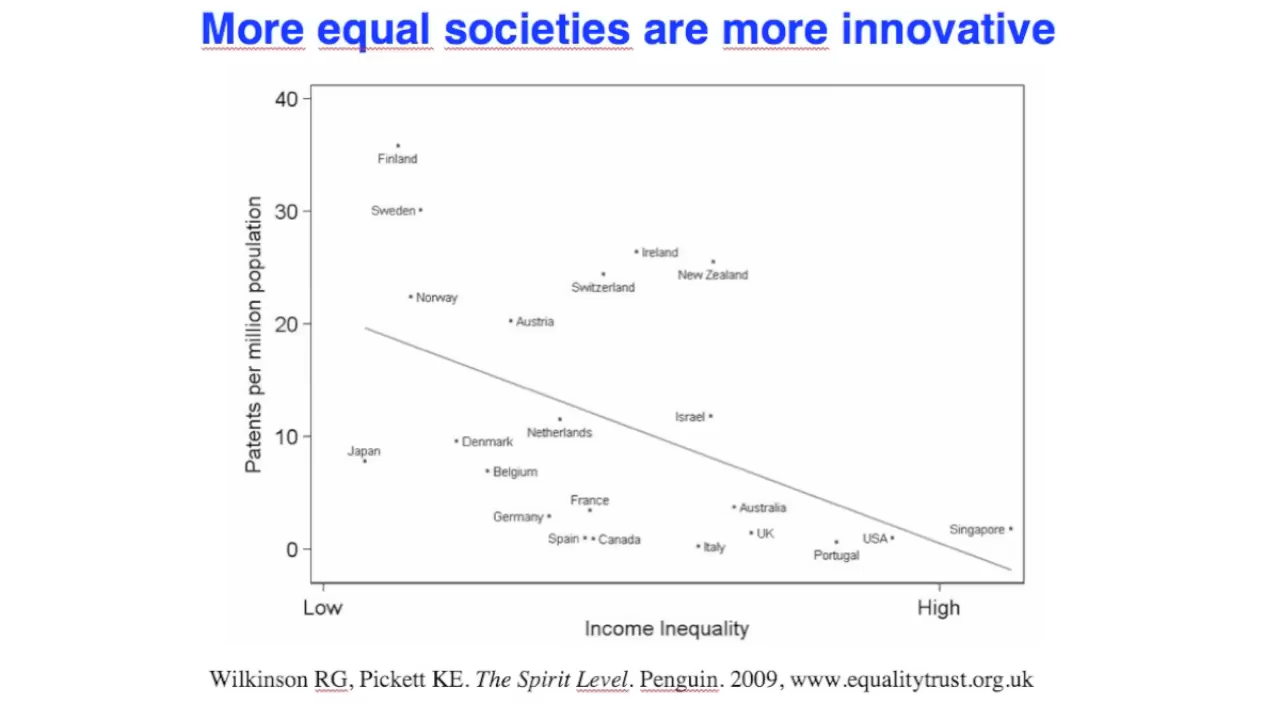 More equal societies are more innovative
40
Finland
Sweden
30
Ireland
New Zealand
Switzerland
Norway
20
Austria
Israel
Netherlands
10
Denmark
Japan
Belgium
France
Australia
Germany
Singapore
UK
Spain
Canada
USA
Italy
0
Portugal
Patents per million population
Low
High
Income Inequality
Wilkinson RG, Pickett KE. The Spirit Level. Penguin. 2009, www.equalitytrust.org.uk